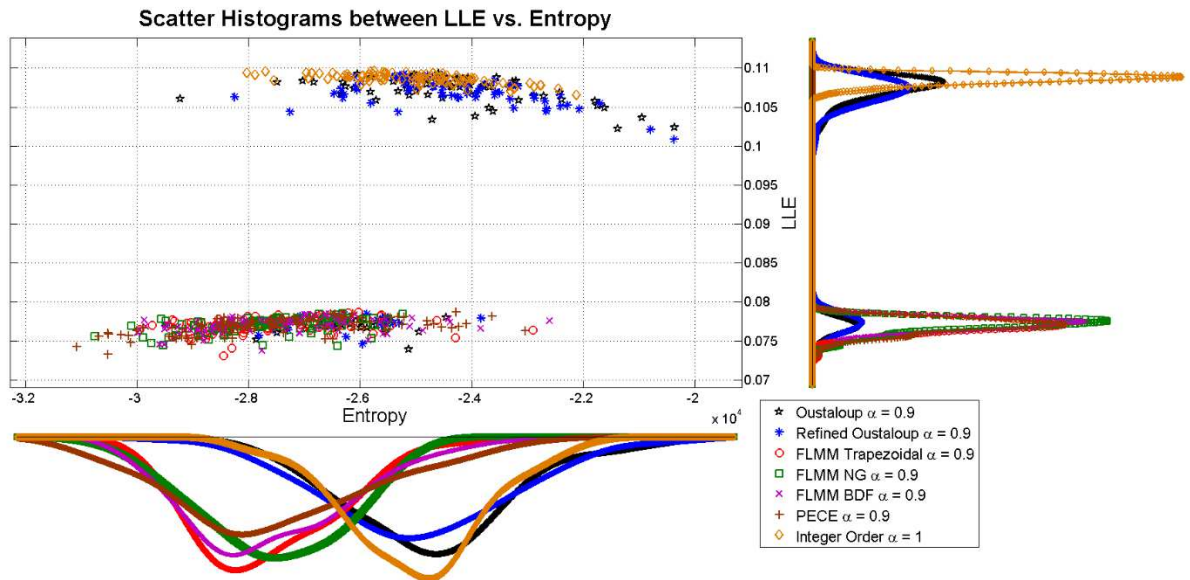 Scatter Histograms between LLE vs. Entropy
0.11
0.105
0.1
0.095
0.09
0.085
0.08
0.075
0.07
LLE
-3.2 -3 -2.8 -2.6 -2.4 -2.2 -2
Entropy
x 10^4
Oustaloup α = 0.9
Refined Oustaloup α = 0.9
FLMM Trapezoidal α = 0.9
FLMM NG α = 0.9
FLMM BDF α = 0.9
PECE α = 0.9
Integer Order α = 1